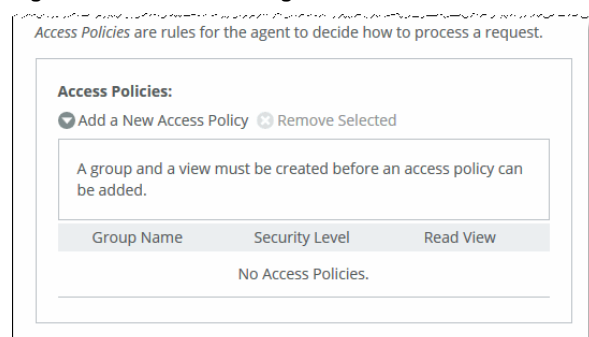 Access Policies are rules for the agent to decide how to process a request.
Access Policies:
Add a New Access Policy Remove Selected
A group and a view must be created before an access policy can
be added.
Group Name Security Level Read View
No Access Policies.